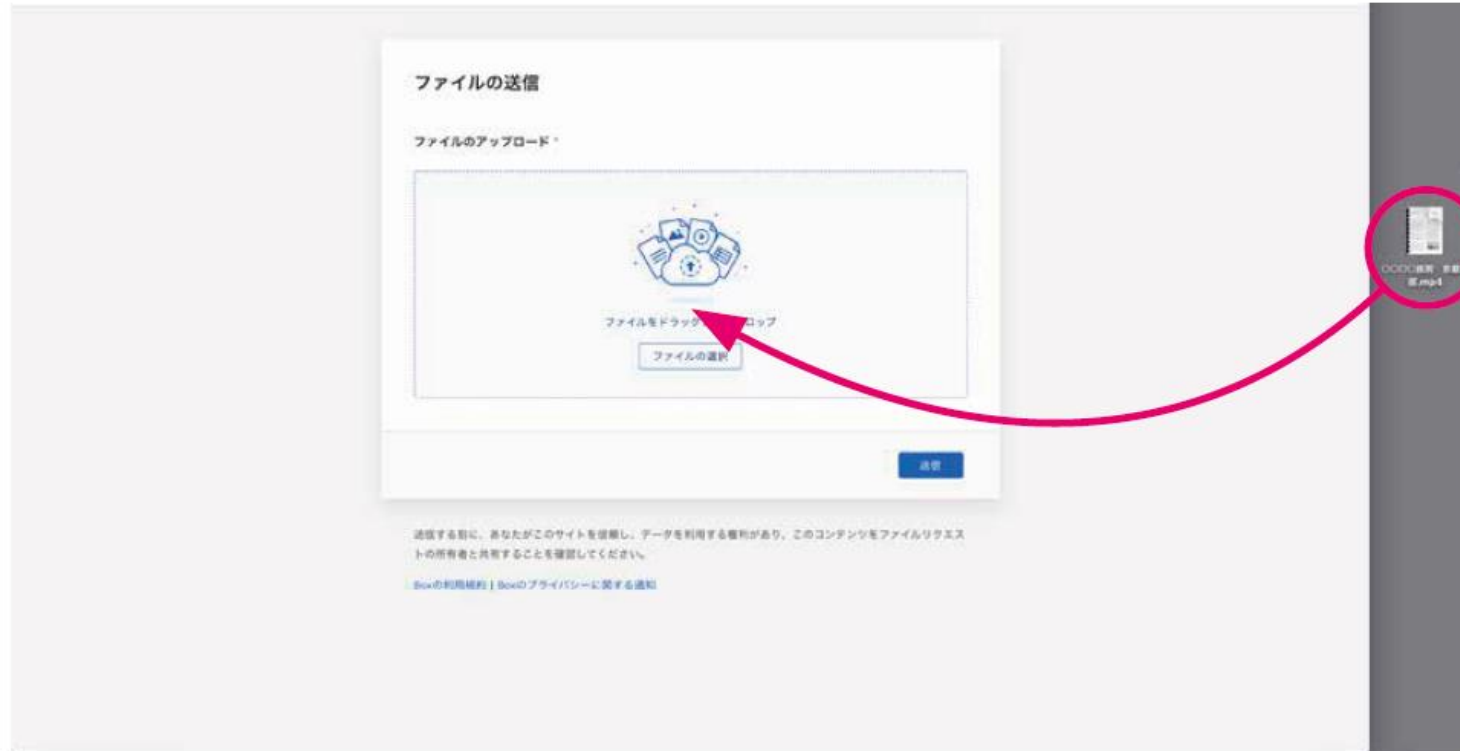 ファイルの送信
ファイルのアップロード *
ファイルをドラッグ ロップ
ファイルの選択
送信
送信する前に、あなたがこのサイトを信頼し、データを利用する権利があり、このコンテンツをファイルリクエス
トの所有者と共有することを確認してください。
Boxの利用規約 | Boxのプライバシーに関する通知
.mp4